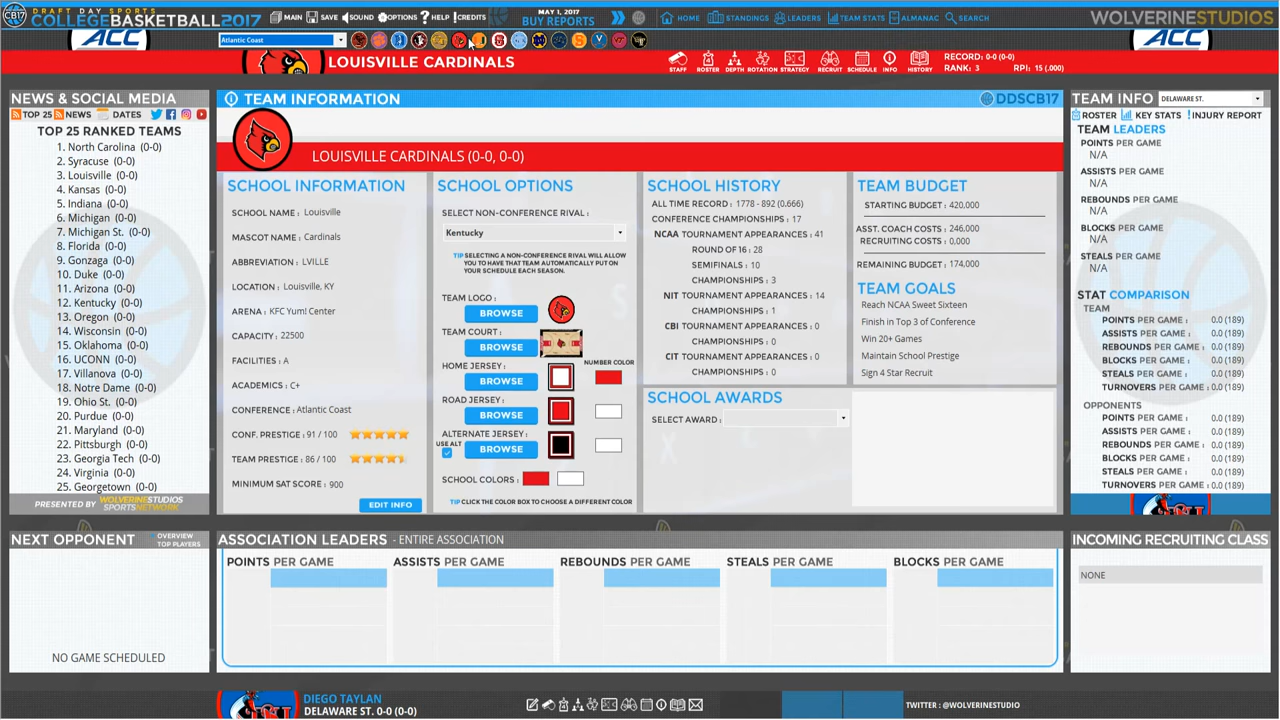 CB17 DRAFT DAY SPORTS COLLEGEBASKETBALL2017
MAIN SAVE SOUND OPTIONS HELP CREDITS
MAY 1, 2017
BUY REPORTS
HOME STANDINGS LEADERS TEAM STATS ALMANAC SEARCH
WOLVERINESTUDIOS
ACC
Atlantic Coast
ACC
LOUISVILLE CARDINALS
STAFF ROSTER DEPTH ROTATION STRATEGY RECRUIT SCHEDULE INFO HISTORY
RECORD: 0-0 (0-0)
RANK: 3 RPI: 15 (.000)
NEWS & SOCIAL MEDIA
TOP 25 NEWS DATES
TOP 25 RANKED TEAMS
1. North Carolina (0-0)
2. Syracuse (0-0)
3. Louisville (0-0)
4. Kansas (0-0)
5. Indiana (0-0)
6. Michigan (0-0)
7. Michigan St. (0-0)
8. Florida (0-0)
9. Gonzaga (0-0)
10. Duke (0-0)
11. Arizona (0-0)
12. Kentucky (0-0)
13. Oregon (0-0)
14. Wisconsin (0-0)
15. Oklahoma (0-0)
16. UCONN (0-0)
17. Villanova (0-0)
18. Notre Dame (0-0)
19. Ohio St. (0-0)
20. Purdue (0-0)
21. Maryland (0-0)
22. Pittsburgh (0-0)
23. Georgia Tech (0-0)
24. Virginia (0-0)
25. Georgetown (0-0)
PRESENTED BY WOLVERINESTUDIOS SPORTSNETWORK
TEAM INFORMATION
DDSCB17
LOUISVILLE CARDINALS (0-0, 0-0)
SCHOOL INFORMATION
SCHOOL NAME : Louisville
MASCOT NAME : Cardinals
ABBREVIATION : LVILLE
LOCATION : Louisville, KY
ARENA : KFC Yum! Center
CAPACITY : 22500
FACILITIES : A
ACADEMICS : C+
CONFERENCE : Atlantic Coast
CONF. PRESTIGE : 91 / 100
TEAM PRESTIGE : 86 / 100
MINIMUM SAT SCORE : 900
EDIT INFO
SCHOOL OPTIONS
SELECT NON-CONFERENCE RIVAL :
Kentucky
TIP SELECTING A NON-CONFERENCE RIVAL WILL ALLOW
YOU TO HAVE THAT TEAM AUTOMATICALLY PUT ON
YOUR SCHEDULE EACH SEASON.
TEAM LOGO :
BROWSE
TEAM COURT :
BROWSE
HOME JERSEY :
NUMBER COLOR
BROWSE
ROAD JERSEY :
BROWSE
ALTERNATE JERSEY :
USE ALT
BROWSE
SCHOOL COLORS :
TIP CLICK THE COLOR BOX TO CHOOSE A DIFFERENT COLOR
SCHOOL HISTORY
ALL TIME RECORD : 1778 - 892 (0.666)
CONFERENCE CHAMPIONSHIPS : 17
NCAA TOURNAMENT APPEARANCES : 41
ROUND OF 16 : 28
SEMIFINALS : 10
CHAMPIONSHIPS : 3
NIT TOURNAMENT APPEARANCES : 14
CHAMPIONSHIPS : 1
CBI TOURNAMENT APPEARANCES : 0
CHAMPIONSHIPS : 0
CIT TOURNAMENT APPEARANCES : 0
CHAMPIONSHIPS : 0
TEAM BUDGET
STARTING BUDGET : 420,000
ASST. COACH COSTS : 246,000
RECRUITING COSTS : 0,000
REMAINING BUDGET : 174,000
TEAM GOALS
Reach NCAA Sweet Sixteen
Finish in Top 3 of Conference
Win 20+ Games
Maintain School Prestige
Sign 4 Star Recruit
SCHOOL AWARDS
SELECT AWARD :
TEAM INFO DELAWARE ST.
ROSTER KEY STATS INJURY REPORT
TEAM LEADERS
POINTS PER GAME :
N/A
ASSISTS PER GAME :
N/A
REBOUNDS PER GAME :
N/A
BLOCKS PER GAME :
N/A
STEALS PER GAME :
N/A
STAT COMPARISON
TEAM
POINTS PER GAME : 0.0 (189)
ASSISTS PER GAME : 0.0 (189)
REBOUNDS PER GAME : 0.0 (189)
BLOCKS PER GAME : 0.0 (189)
STEALS PER GAME : 0.0 (189)
TURNOVERS PER GAME : 0.0 (189)
OPPONENTS
POINTS PER GAME : 0.0 (189)
ASSISTS PER GAME : 0.0 (189)
REBOUNDS PER GAME : 0.0 (189)
BLOCKS PER GAME : 0.0 (189)
STEALS PER GAME : 0.0 (189)
TURNOVERS PER GAME : 0.0 (189)
NEXT OPPONENT
OVERVIEW
TOP PLAYERS
NO GAME SCHEDULED
ASSOCIATION LEADERS - ENTIRE ASSOCIATION
POINTS PER GAME ASSISTS PER GAME REBOUNDS PER GAME STEALS PER GAME BLOCKS PER GAME
INCOMING RECRUITING CLASS
NONE
DIEGO TAYLAN
DELAWARE ST. 0-0 (0-0)
TWITTER : @WOLVERINESTUDIO